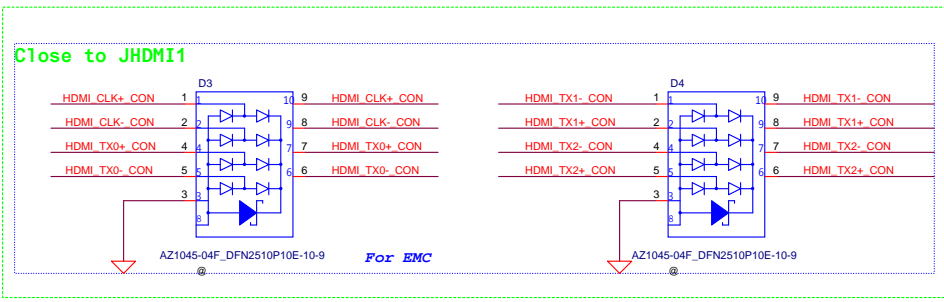 Close to JHDMI1
D3
D4
HDMI_CLK+_CON 1 1 10 9 HDMI_CLK+_CON
HDMI_TX1-_CON 1 1 10 9 HDMI_TX1-_CON
HDMI_CLK-_CON 2 2 9 8 HDMI_CLK-_CON
HDMI_TX1+_CON 2 2 9 8 HDMI_TX1+_CON
HDMI_TX0+_CON 4 4 7 7 HDMI_TX0+_CON
HDMI_TX2-_CON 4 4 7 7 HDMI_TX2-_CON
HDMI_TX0-_CON 5 5 6 6 HDMI_TX0-_CON
HDMI_TX2+_CON 5 5 6 6 HDMI_TX2+_CON
3 3
3 3
8
8
AZ1045-04F_DFN2510P10E-10-9
For EMC
AZ1045-04F_DFN2510P10E-10-9
@
@